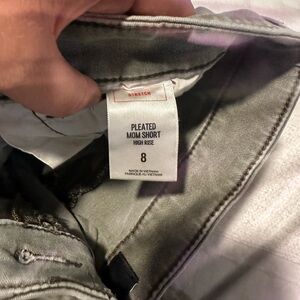 STRETCH
PLEATED
MOM SHORT
HIGH RISE
8
MADE IN VIETNAM
FABRIQUÉ AU VIETNAM